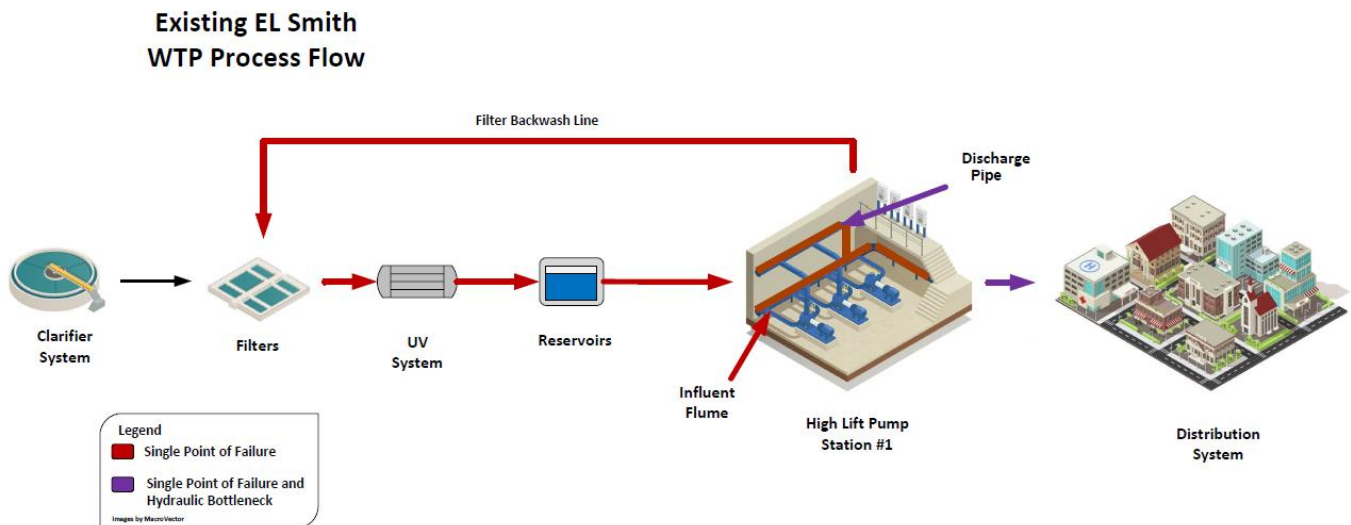 Existing EL Smith
WTP Process Flow
Filter Backwash Line
Discharge
Pipe
Clarifier
System
Filters
UV
System
Reservoirs
Influent
Flume
High Lift Pump
Station #1
Distribution
System
Legend
Single Point of Failure
Single Point of Failure and
Hydraulic Bottleneck
Images by MacroVector
H